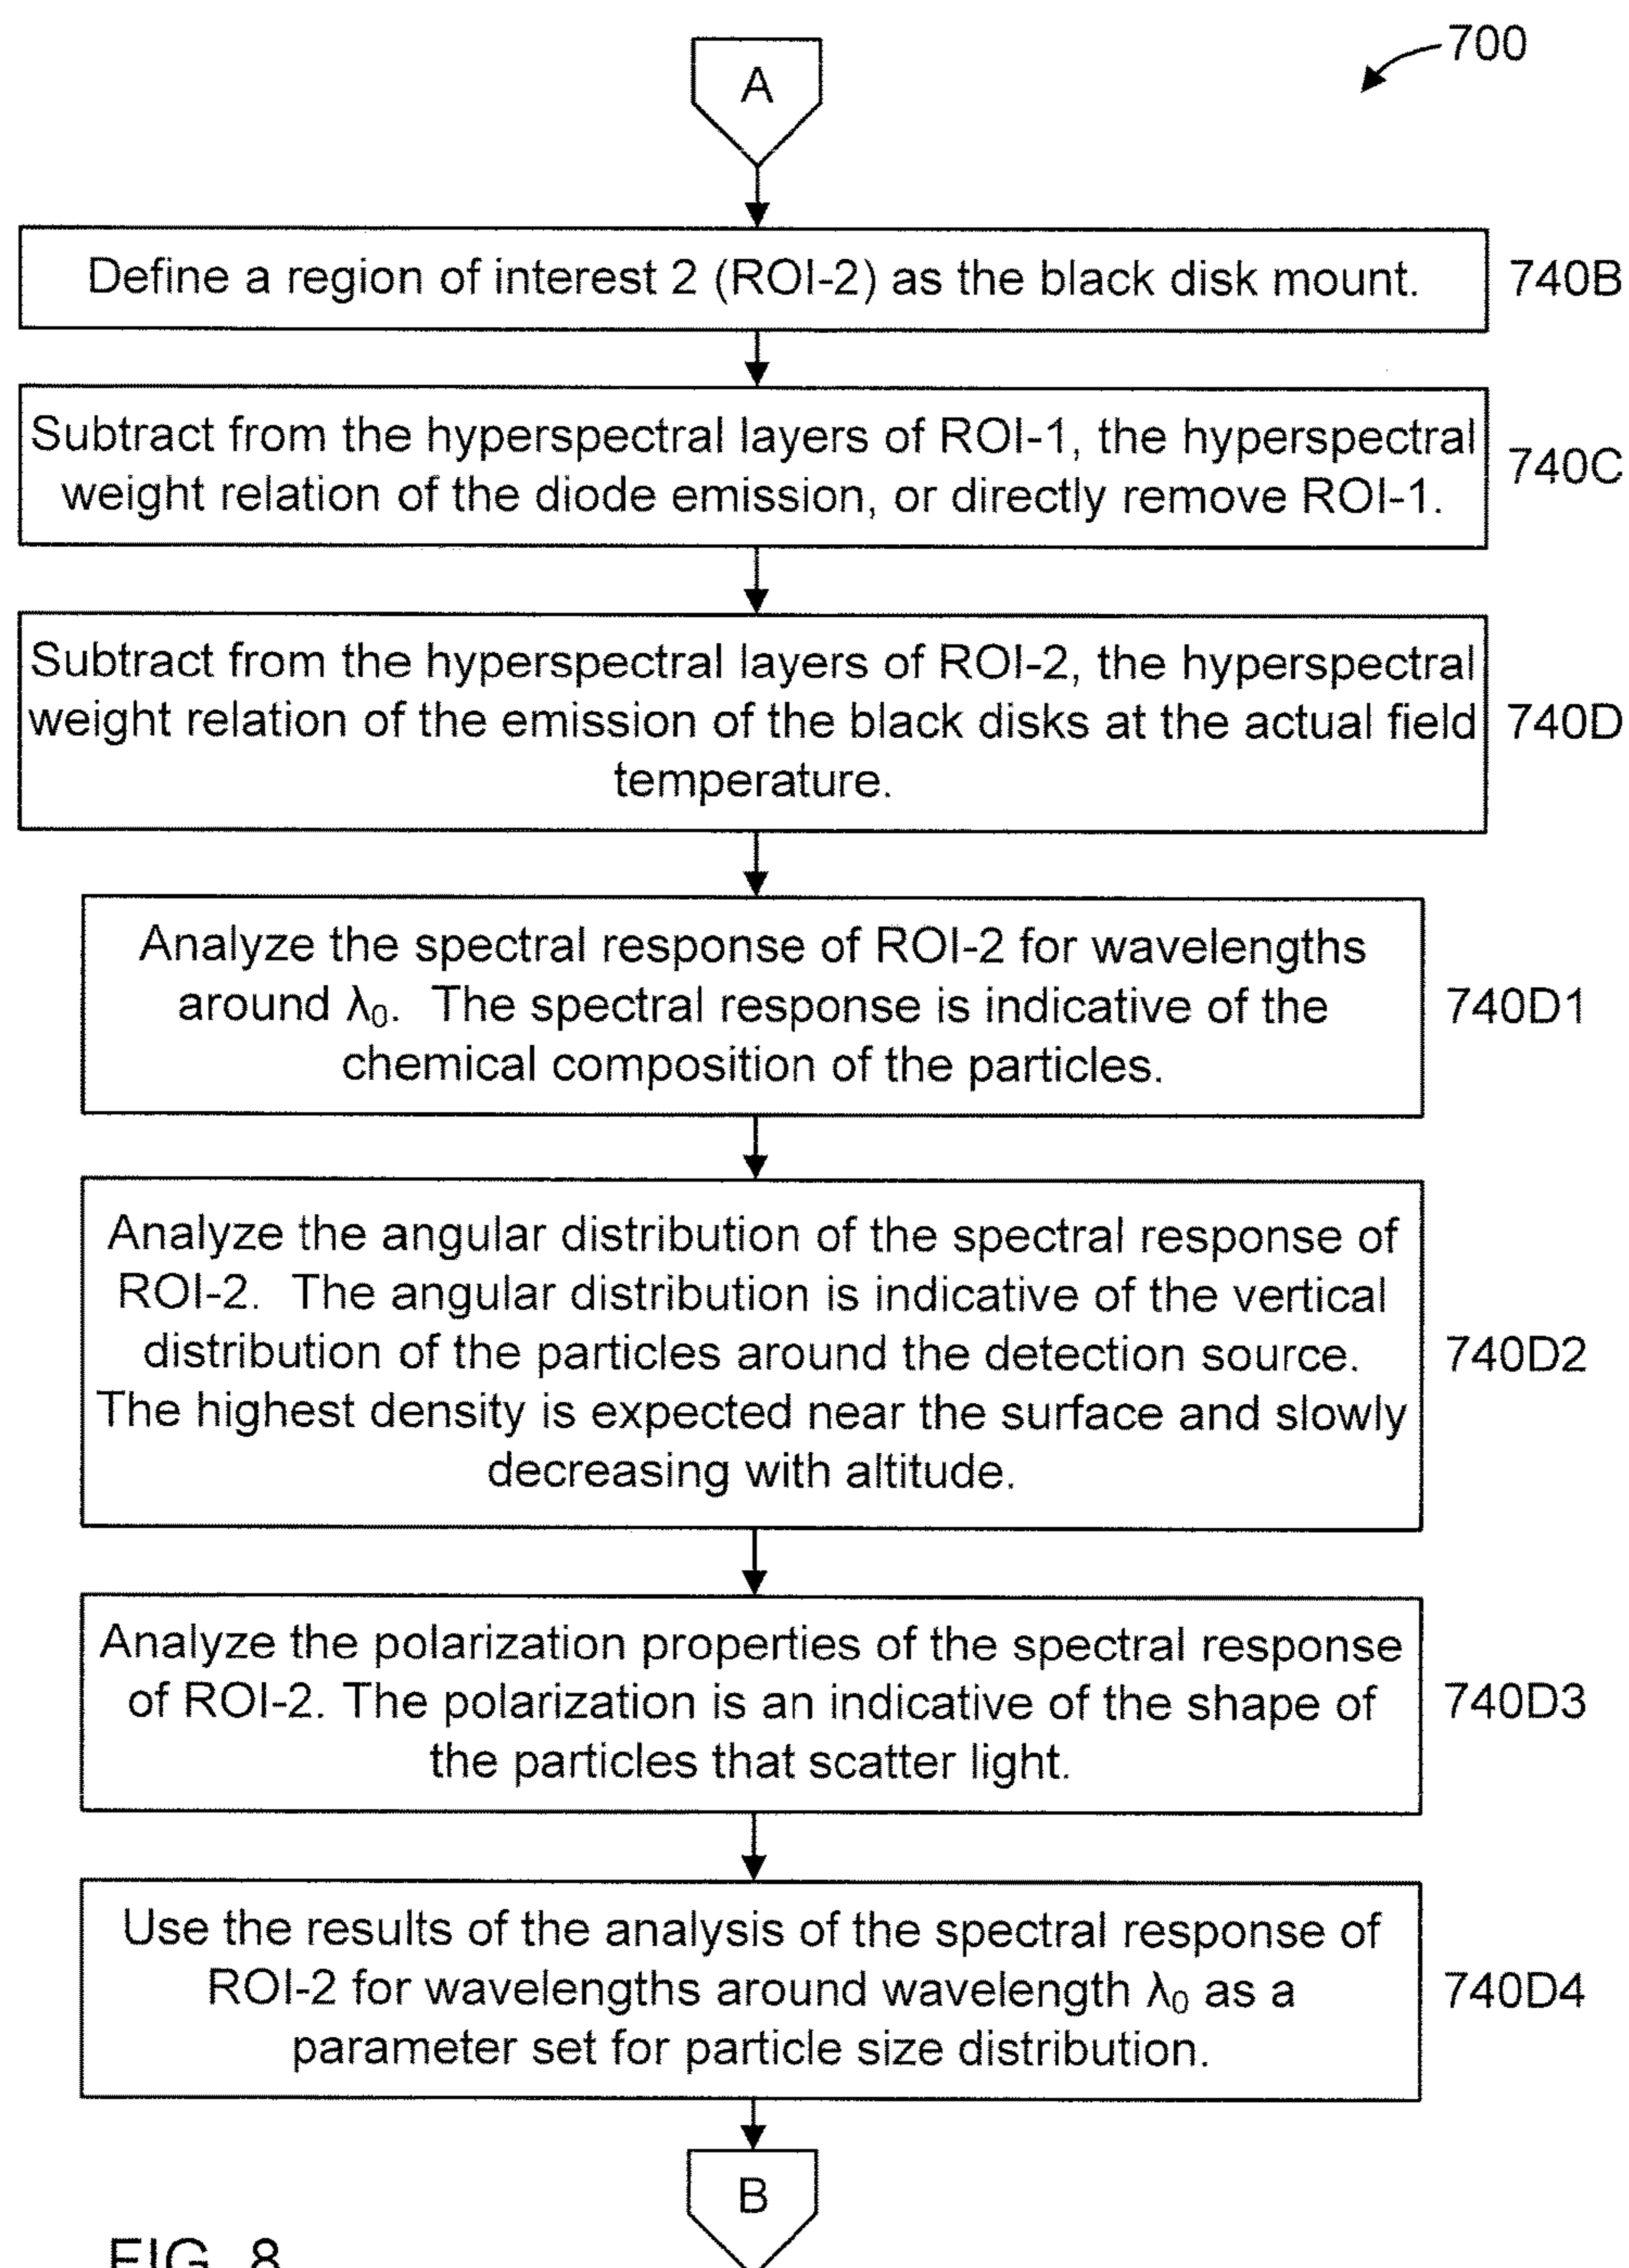 A
700
Define a region of interest 2 (ROI-2) as the black disk mount.
740B
Subtract from the hyperspectral layers of ROI-1, the hyperspectral
weight relation of the diode emission, or directly remove ROI-1.
740C
Subtract from the hyperspectral layers of ROI-2, the hyperspectral
weight relation of the emission of the black disks at the actual field
temperature.
740D
Analyze the spectral response of ROI-2 for wavelengths
around λ₀. The spectral response is indicative of the
chemical composition of the particles.
740D1
Analyze the angular distribution of the spectral response of
ROI-2. The angular distribution is indicative of the vertical
distribution of the particles around the detection source.
The highest density is expected near the surface and slowly
decreasing with altitude.
740D2
Analyze the polarization properties of the spectral response
of ROI-2. The polarization is an indicative of the shape of
the particles that scatter light.
740D3
Use the results of the analysis of the spectral response of
ROI-2 for wavelengths around wavelength λ₀ as a
parameter set for particle size distribution.
740D4
B
FIG. 8